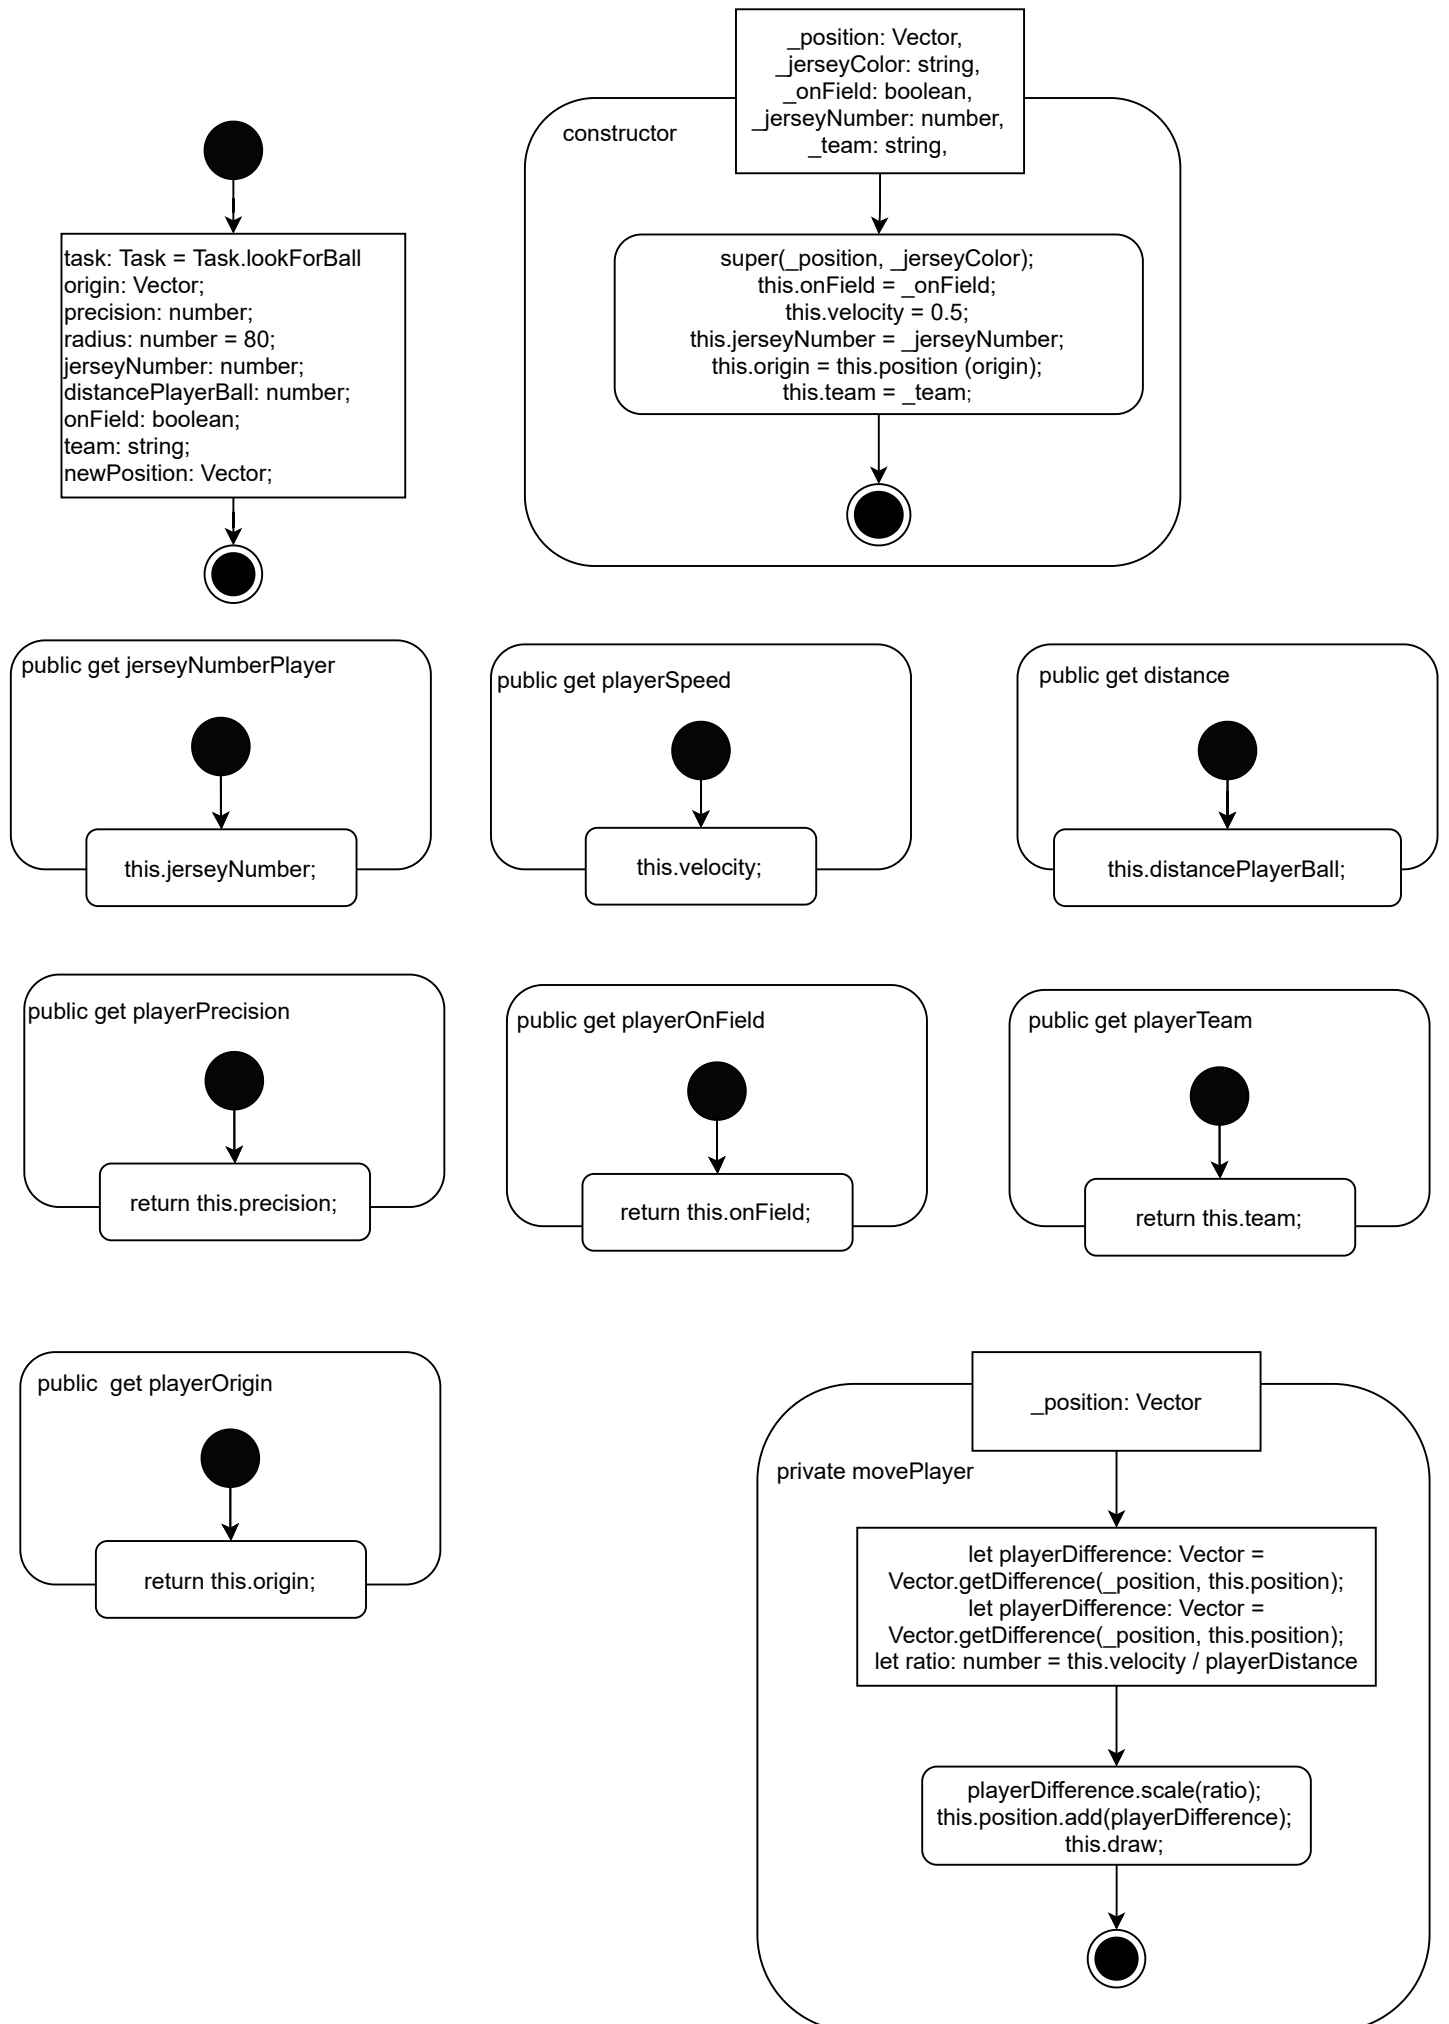 _position: Vector,
_jerseyColor: string,
_onField: boolean,
_jerseyNumber: number,
_team: string,
constructor
task: Task = Task.lookForBall
origin: Vector;
precision: number;
radius: number = 80;
jerseyNumber: number;
distancePlayerBall: number;
onField: boolean;
team: string;
newPosition: Vector;
super(_position, _jerseyColor);
this.onField = _onField;
this.velocity = 0.5;
this.jerseyNumber = _jerseyNumber;
this.origin = this.position (origin);
this.team = _team;
public get jerseyNumberPlayer
this.jerseyNumber;
public get playerSpeed
this.velocity;
public get distance
this.distancePlayerBall;
public get playerPrecision
return this.precision;
public get playerOnField
return this.onField;
public get playerTeam
return this.team;
public  get playerOrigin
return this.origin;
_position: Vector
private movePlayer
let playerDifference: Vector =
Vector.getDifference(_position, this.position);
let playerDifference: Vector =
Vector.getDifference(_position, this.position);
let ratio: number = this.velocity / playerDistance
playerDifference.scale(ratio);
this.position.add(playerDifference);
this.draw;